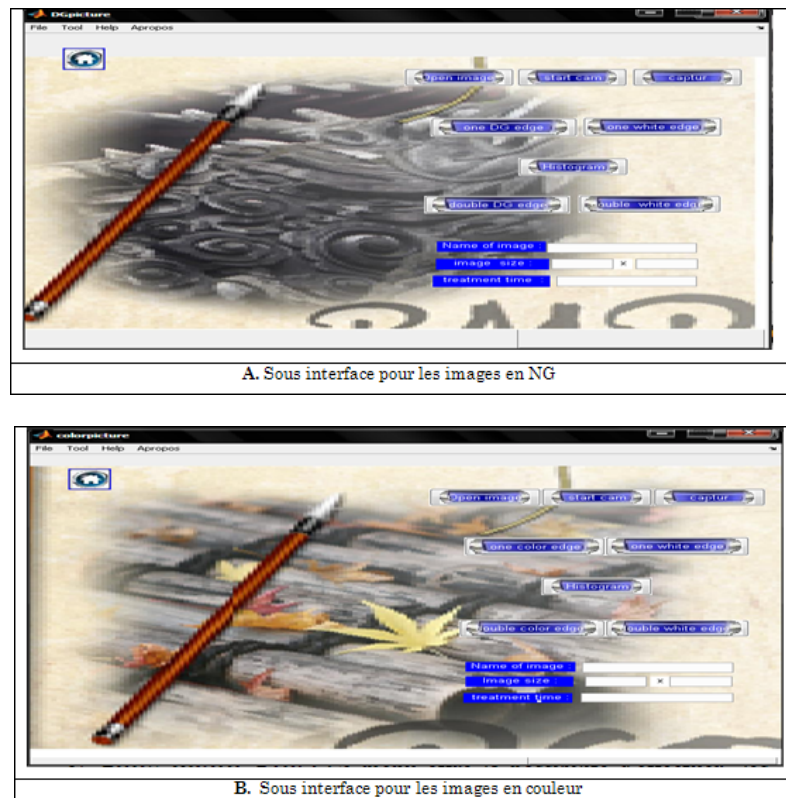 DGpicture
File Tool Help Apropos
Open image start cam captur
one DG edge one white edge
Histogram
double DG edge ouble white edg
Name of image :
image size : ×
treatment time :
A. Sous interface pour les images en NG
colorpicture
File Tool Help Apropos
Open image start cam captur
one color edge one white edge
Histogram
ouble color edge ouble white edg
Name of image :
Image size : ×
treatment time :
B. Sous interface pour les images en couleur